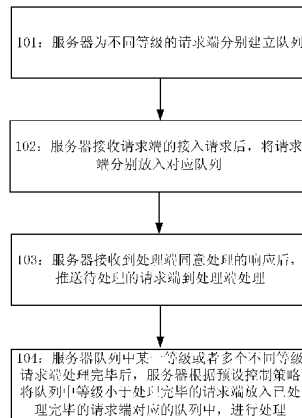 101：服务器为不同等级的请求端分别建立队列
102：服务器接收请求端的接入请求后，将请求
端分别放入对应队列
103：服务器接收到处理端同意处理的响应后，
推送待处理的请求端到处理端处理
104：服务器队列中某一等级或者多个不同等级
请求端处理完毕后，服务器根据预设控制策略
将队列中等级小于处理完毕的请求端放入已处
理完毕的请求端对应的队列中，进行处理